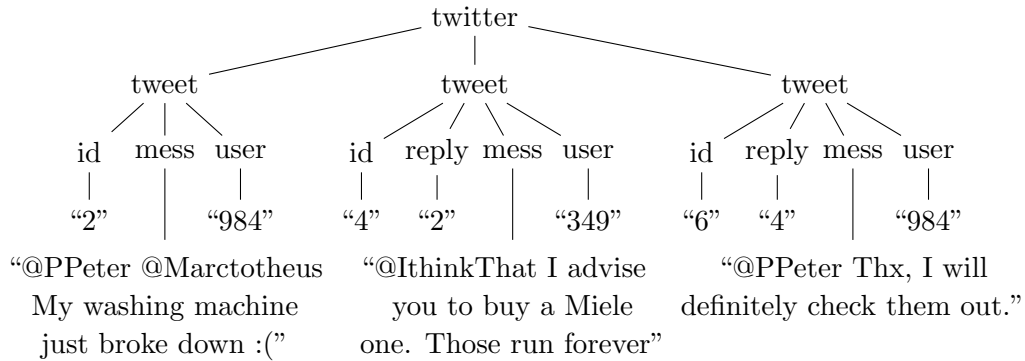 twitter
tweet tweet tweet
id mess user id reply mess user id reply mess user
“2” “984” “4” “2” “349” “6” “4” “984”
“@PPeter @Marctotheus
My washing machine
just broke down :(”
“@IthinkThat I advise
you to buy a Miele
one. Those run forever”
“@PPeter Thx, I will
definitely check them out.”